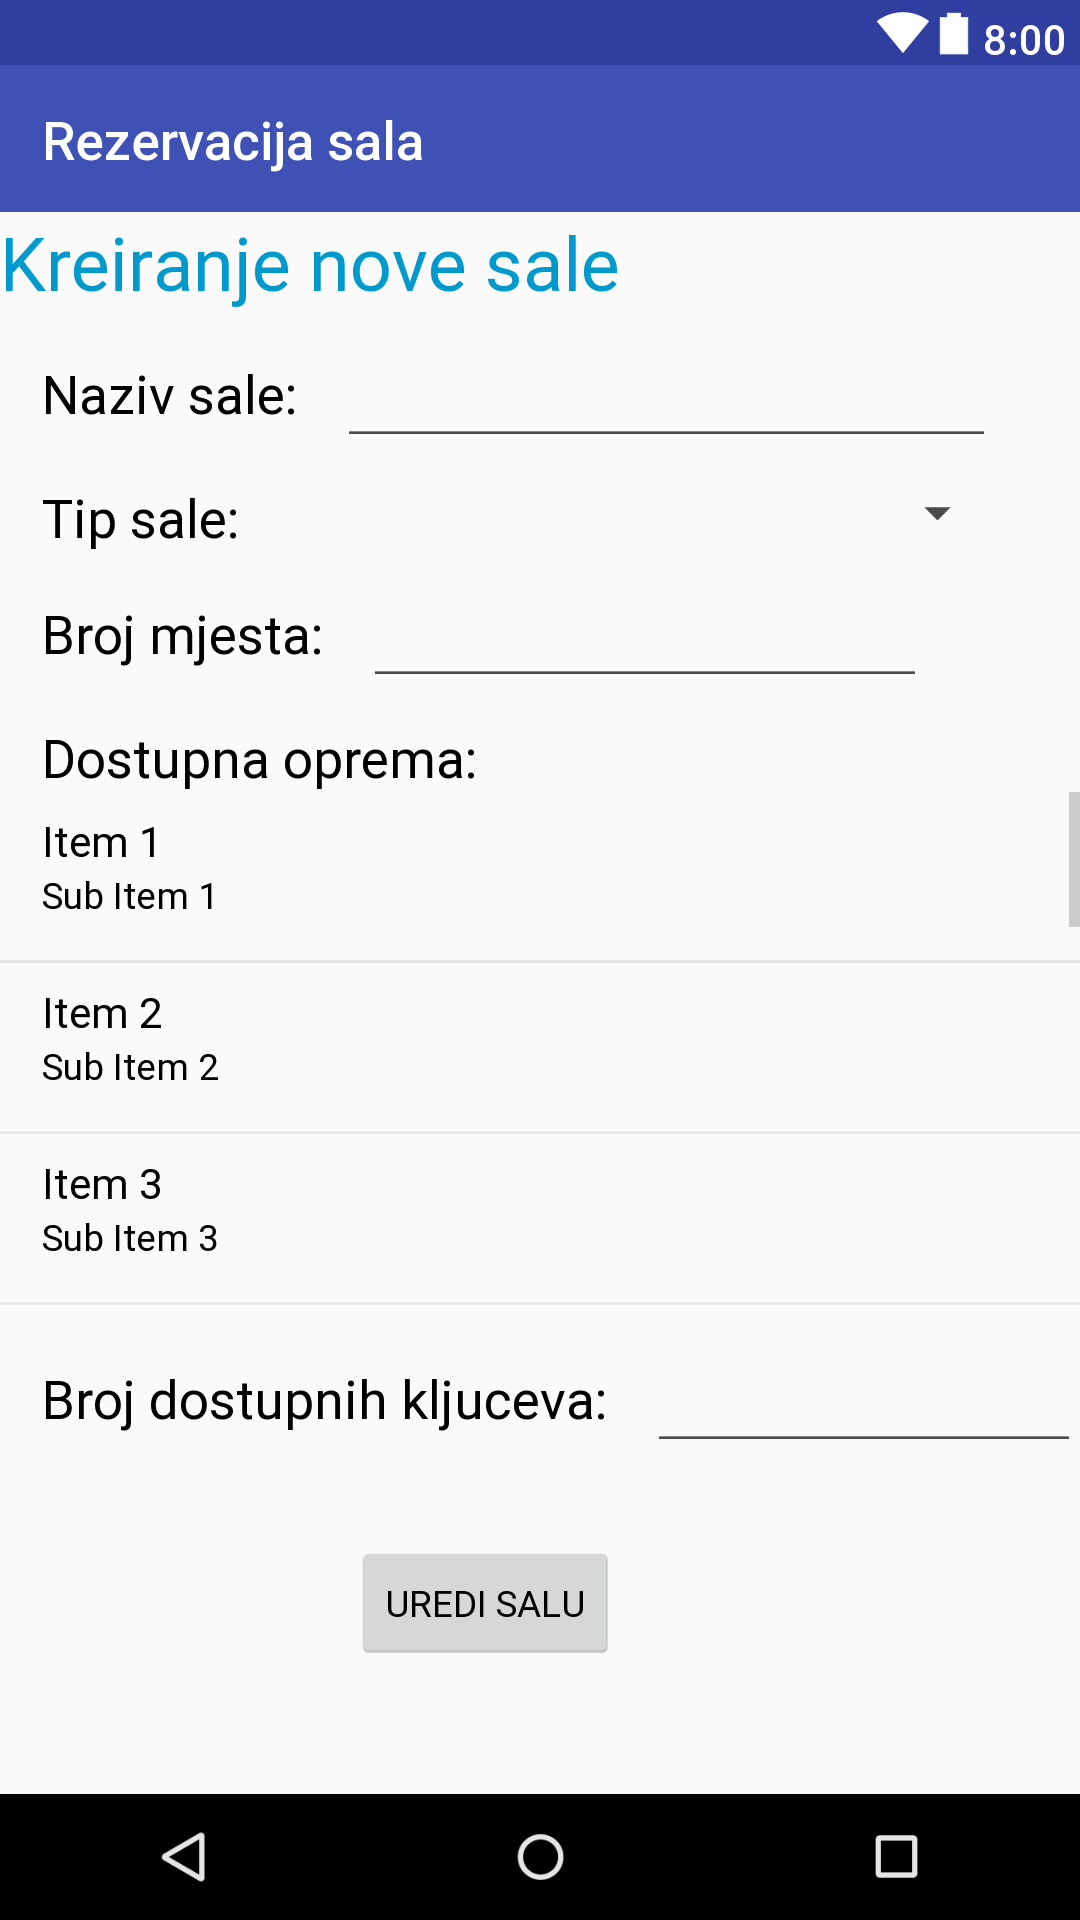 8:00
Rezervacija sala
Kreiranje nove sale
Naziv sale:
Tip sale:
Broj mjesta:
Dostupna oprema:
Item 1
Sub Item 1
Item 2
Sub Item 2
Item 3
Sub Item 3
Broj dostupnih kljuceva:
UREDI SALU